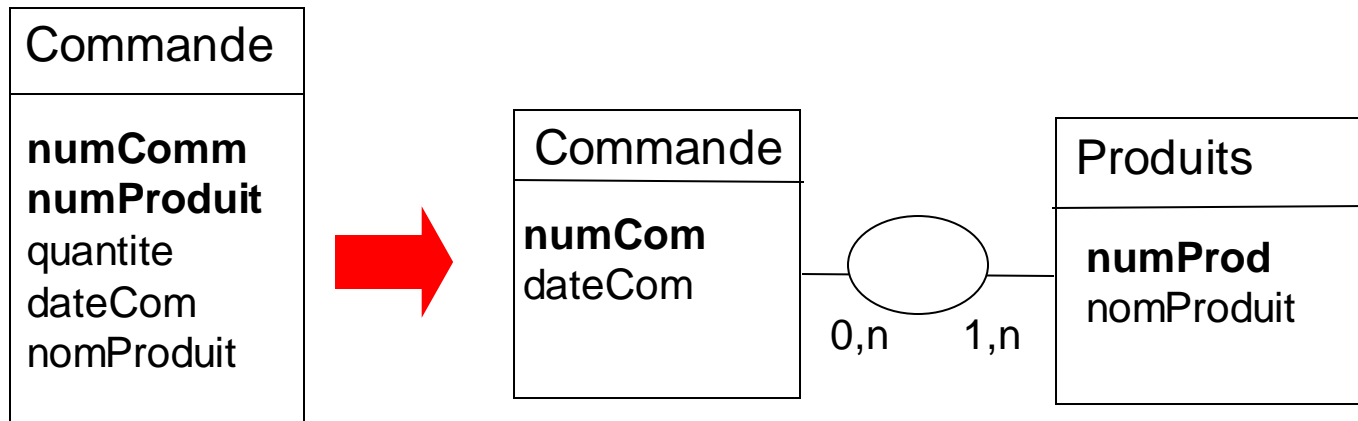 Commande
numComm
numProduit
quantite
dateCom
nomProduit
Commande
numCom
dateCom
0,n
1,n
Produits
numProd
nomProduit